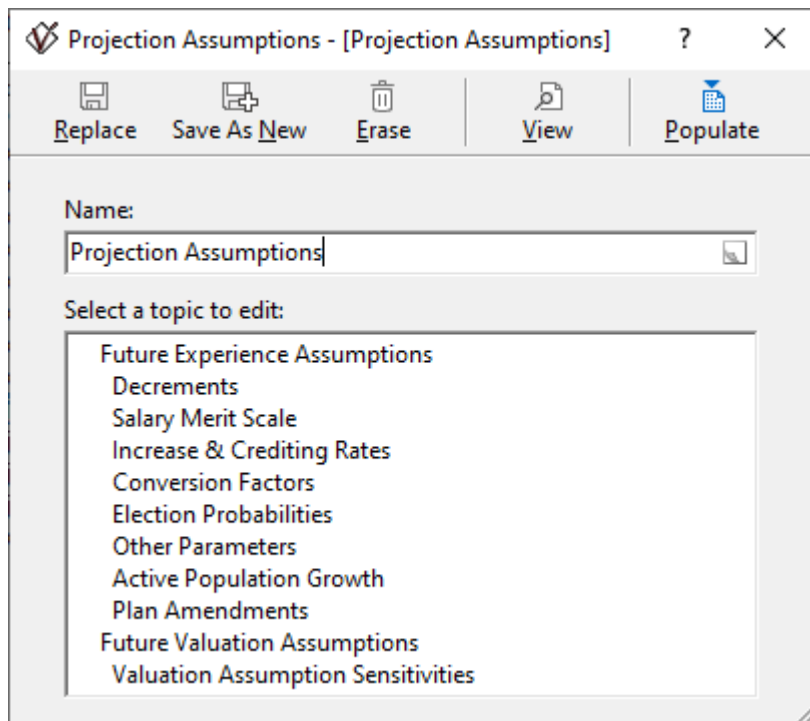 Projection Assumptions - [Projection Assumptions] ?
Replace Save As New Erase View Populate
Name:
Projection Assumptions
Select a topic to edit:
Future Experience Assumptions
Decrements
Salary Merit Scale
Increase & Crediting Rates
Conversion Factors
Election Probabilities
Other Parameters
Active Population Growth
Plan Amendments
Future Valuation Assumptions
Valuation Assumption Sensitivities